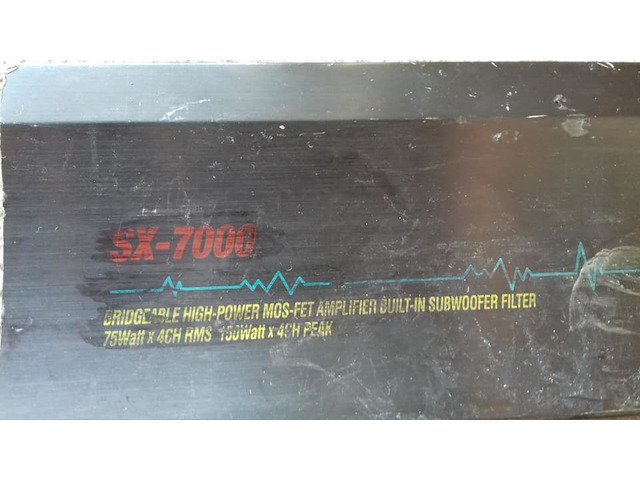 SX-7000
BRIDGEABLE HIGH-POWER MOS-FET AMPLIFIER BUILT-IN SUBWOOFER FILTER
75Watt x 4CH RMS 150Watt x 4CH PEAK